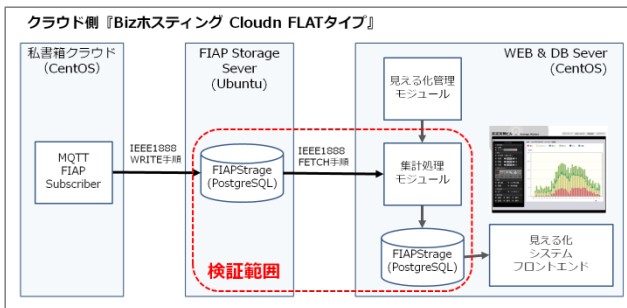 クラウド側『Bizホスティング Cloudn FLATタイプ』
私書箱クラウド
(CentOS)
FIAP Storage
Sever
(Ubuntu)
WEB & DB Sever
(CentOS)
見える化管理
モジュール
IEEE1888
WRITE手順
IEEE1888
FETCH手順
MQTT
FIAP
Subscriber
FIAPStrage
(PostgreSQL)
集計処理
モジュール
検証範囲
FIAPStrage
(PostgreSQL)
見える化
システム
フロントエンド